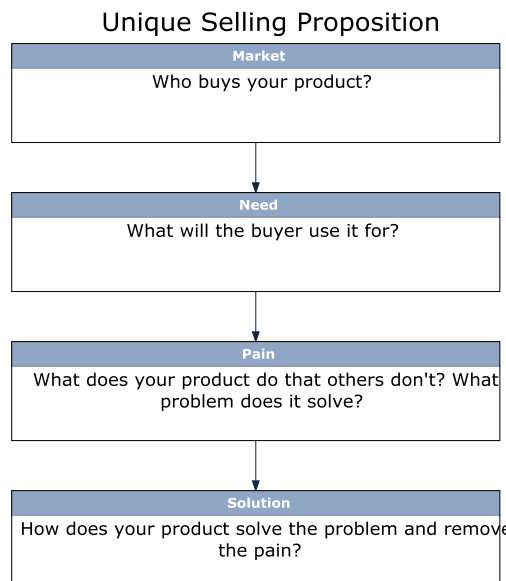 Unique Selling Proposition
Market
Who buys your product?
Need
What will the buyer use it for?
Pain
What does your product do that others don't? What
problem does it solve?
Solution
How does your product solve the problem and remove
the pain?